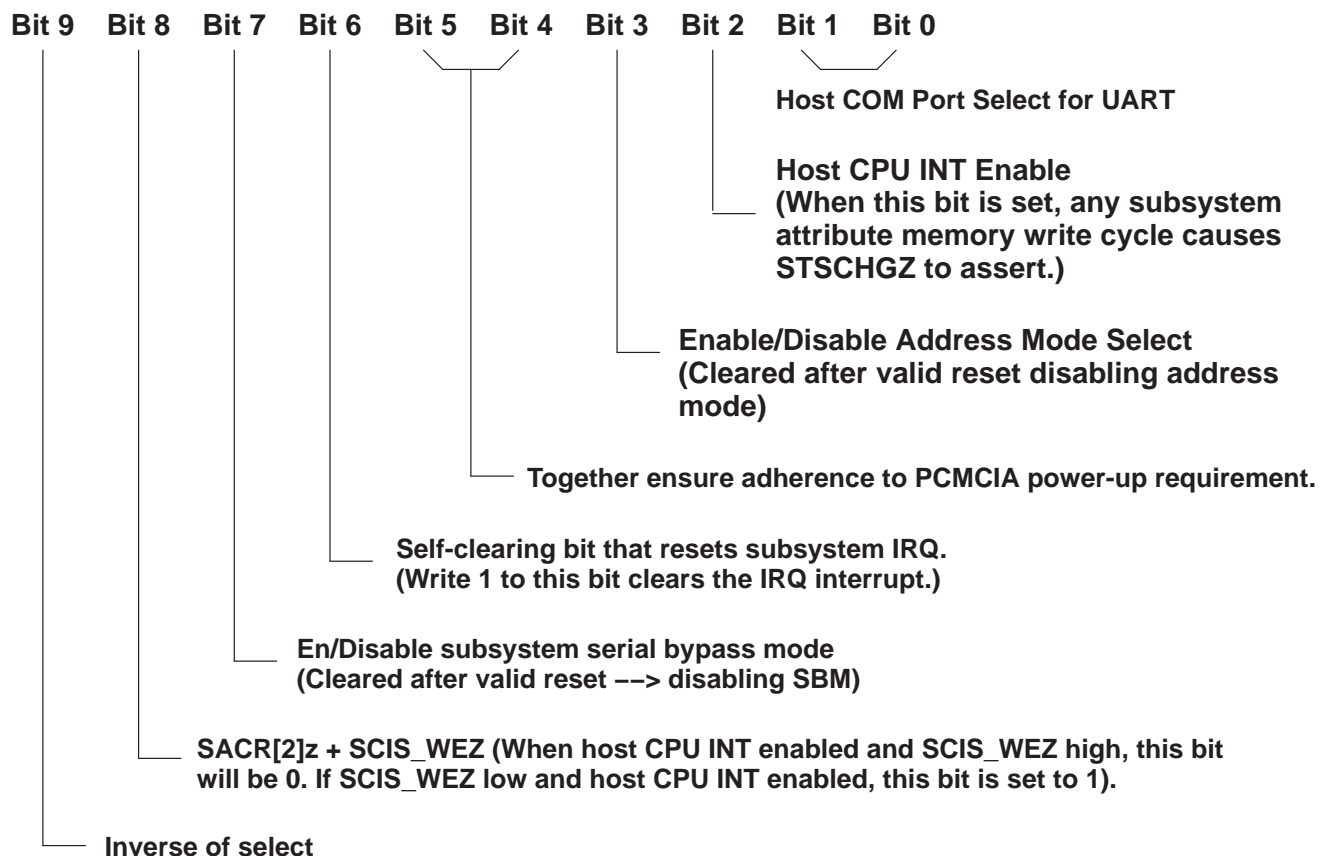 Bit 9 Bit 8 Bit 7 Bit 6 Bit 5 Bit 4 Bit 3 Bit 2 Bit 1 Bit 0
Host COM Port Select for UART
Host CPU INT Enable
(When this bit is set, any subsystem
attribute memory write cycle causes
STSCHGZ to assert.)
Enable/Disable Address Mode Select
(Cleared after valid reset disabling address
mode)
Together ensure adherence to PCMCIA power-up requirement.
Self-clearing bit that resets subsystem IRQ.
(Write 1 to this bit clears the IRQ interrupt.)
En/Disable subsystem serial bypass mode
(Cleared after valid reset −−> disabling SBM)
SACR[2]z + SCIS_WEZ (When host CPU INT enabled and SCIS_WEZ high, this bit
will be 0. If SCIS_WEZ low and host CPU INT enabled, this bit is set to 1).
Inverse of select